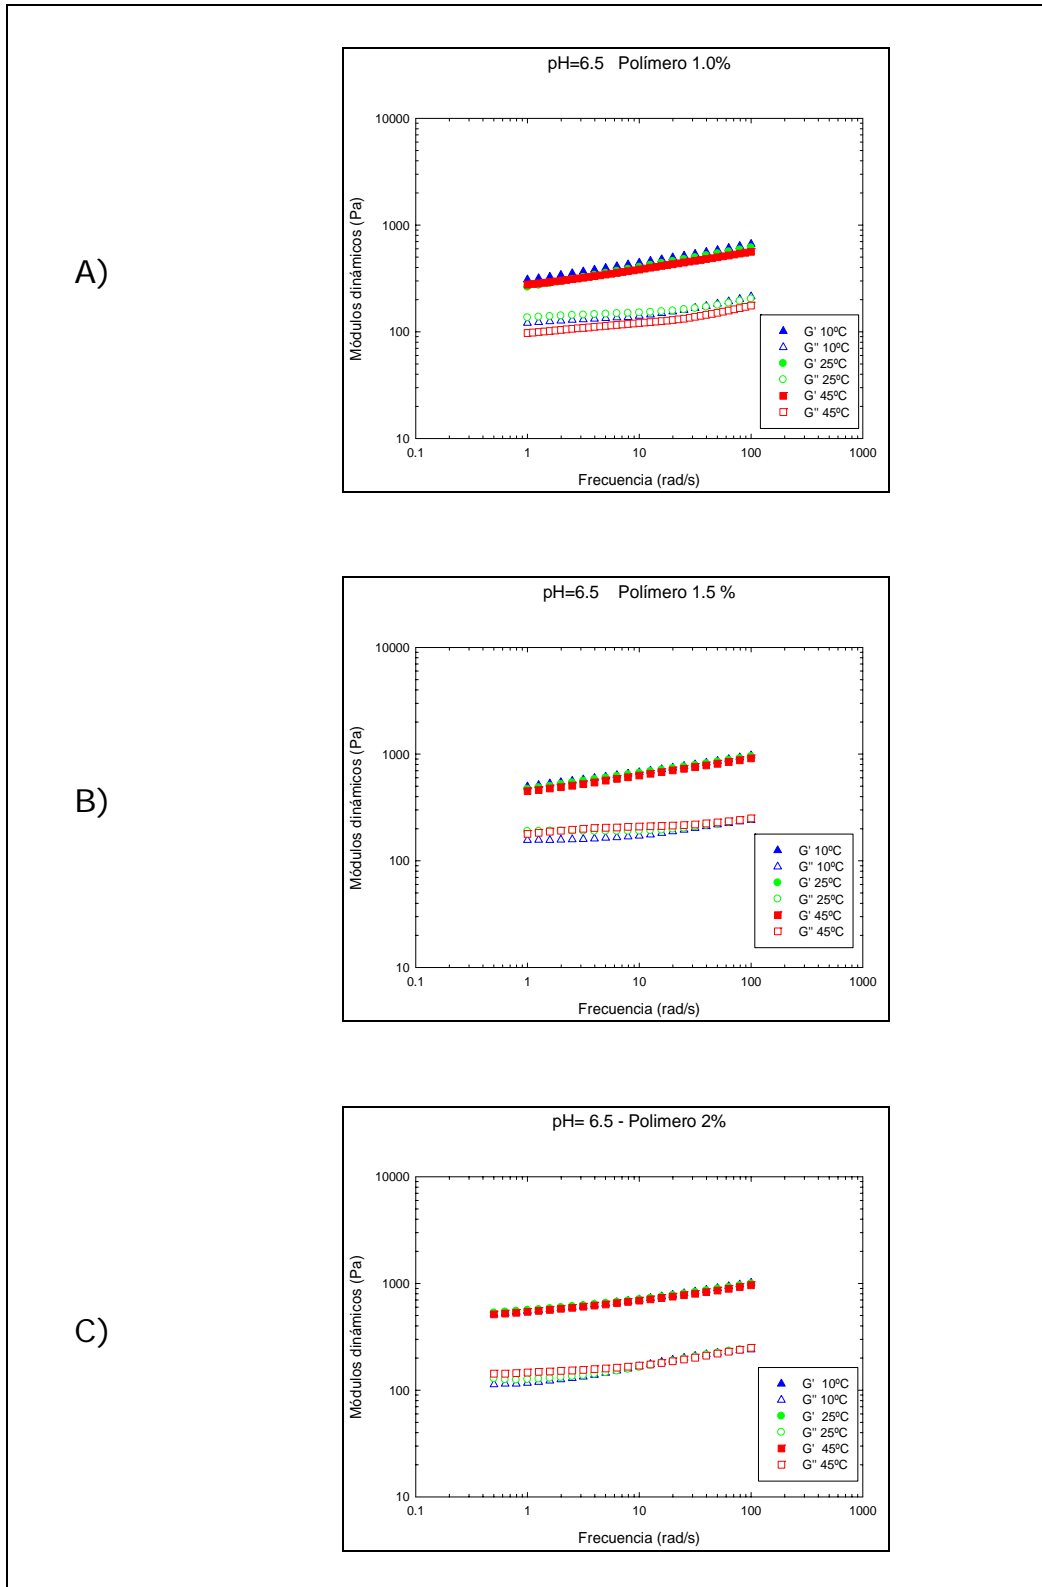 A)
pH=6.5 Polímero 1.0%
Módulos dinámicos (Pa)
10000
1000
100
10
0.1 1 10 100 1000
Frecuencia (rad/s)
G' 10ºC
G'' 10ºC
G' 25ºC
G'' 25ºC
G' 45ºC
G'' 45ºC
B)
pH=6.5 Polímero 1.5 %
Módulos dinámicos (Pa)
10000
1000
100
10
0.1 1 10 100 1000
Frecuencia (rad/s)
G' 10ºC
G'' 10ºC
G' 25ºC
G'' 25ºC
G' 45ºC
G'' 45ºC
C)
pH= 6.5 - Polimero 2%
Módulos dinámicos (Pa)
10000
1000
100
10
0.1 1 10 100 1000
Frecuencia (rad/s)
G' 10ºC
G'' 10ºC
G' 25ºC
G'' 25ºC
G' 45ºC
G'' 45ºC